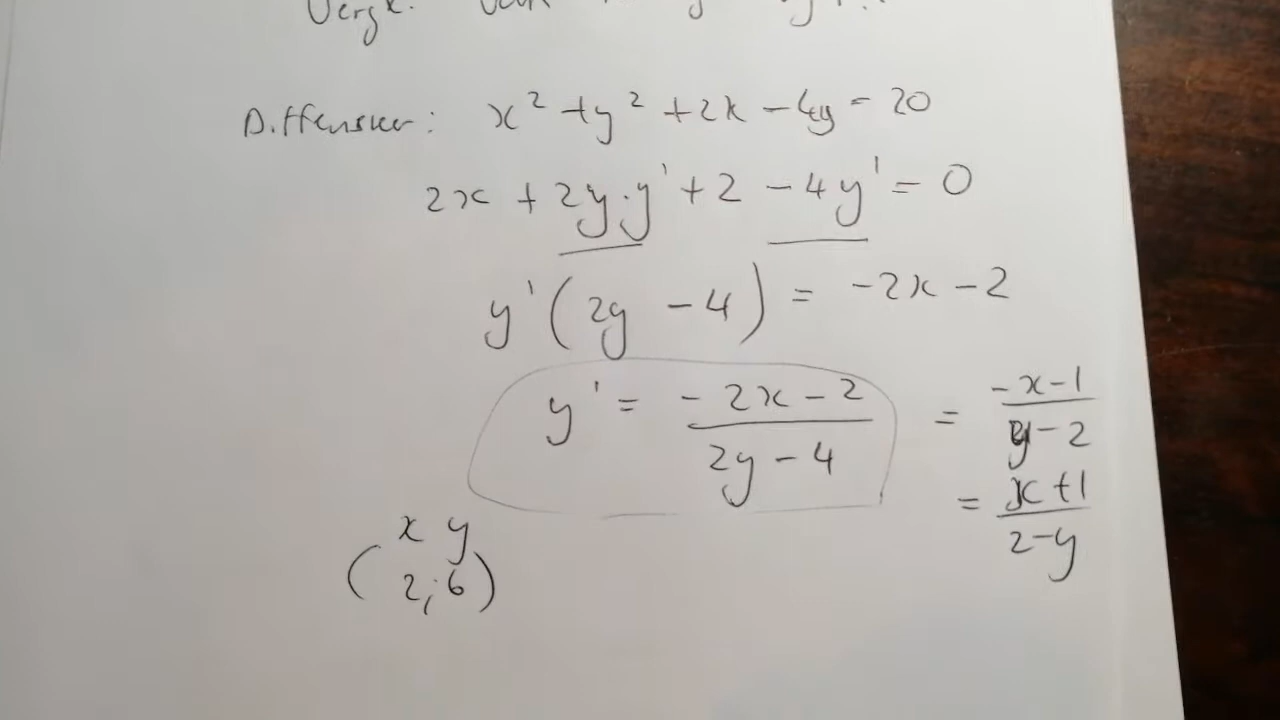 Differensieer: x² + y² + 2x - 4y = 20
2x + 2y·y' + 2 - 4y' = 0
y'(2y - 4) = -2x - 2
y' = (-2x - 2)/(2y - 4) = (-x - 1)/(y - 2)
= (x + 1)/(2 - y)
x y
(2;6)